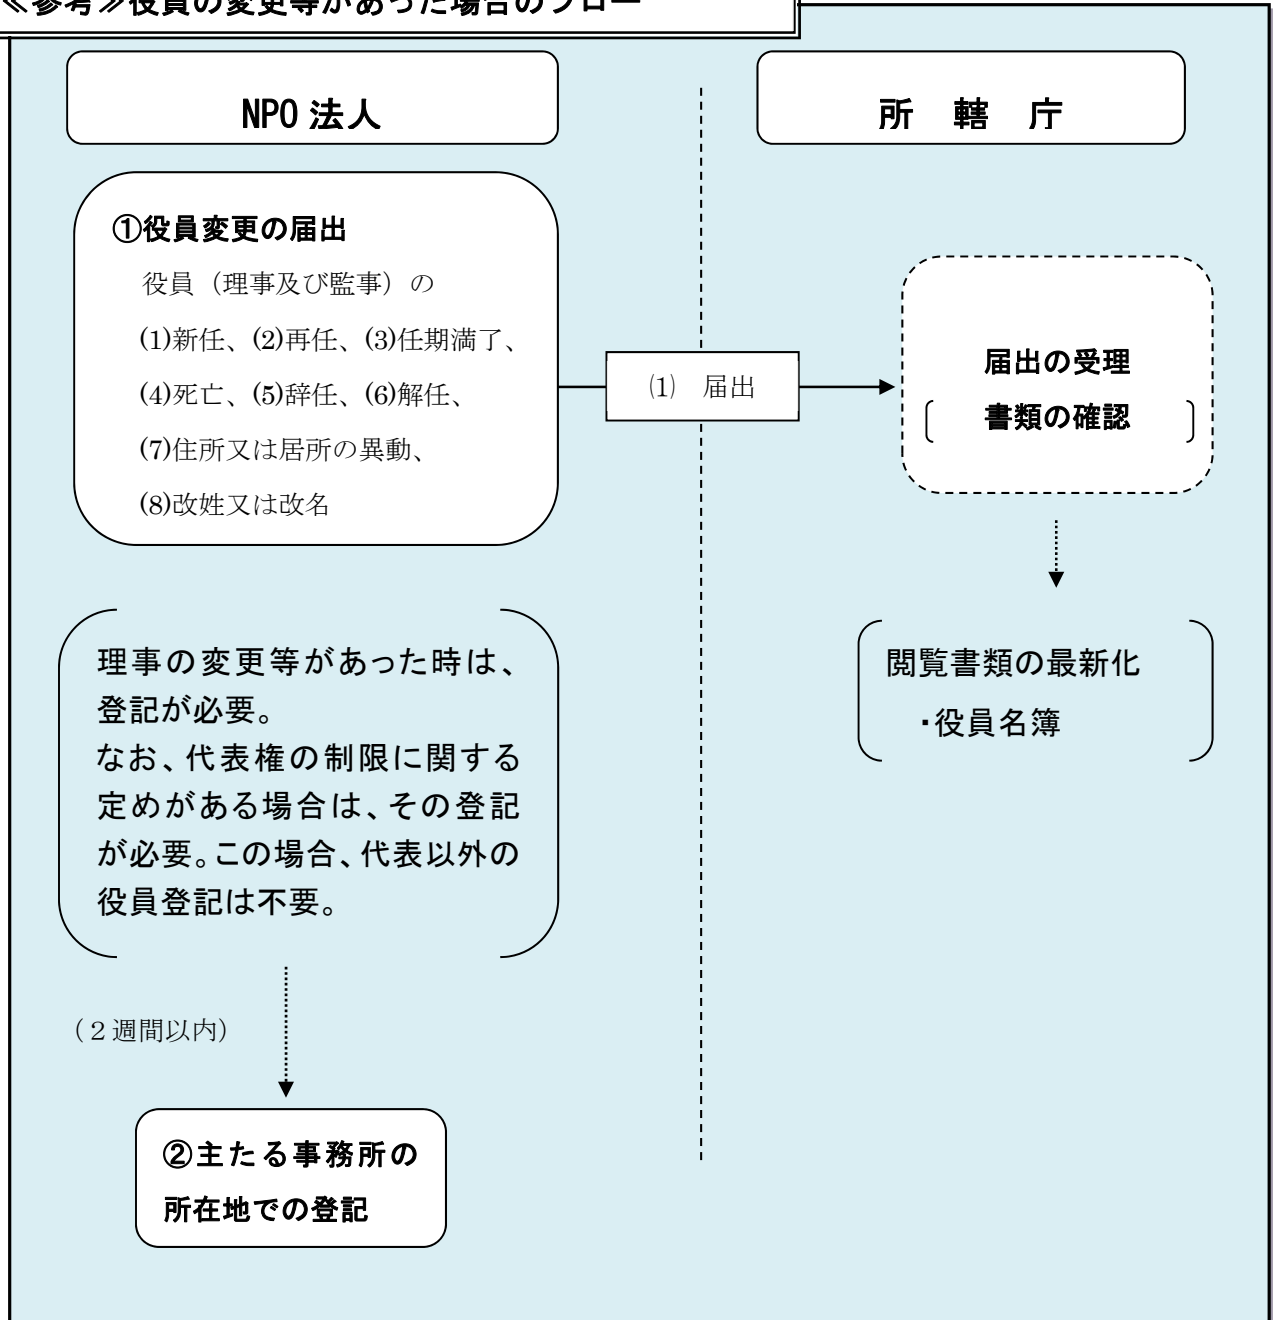 ≪参考≫役員の変更等があった場合のフロー
NPO 法人
所 轄 庁
①役員変更の届出
役員（理事及び監事）の
(1)新任、(2)再任、(3)任期満了、
(4)死亡、(5)辞任、(6)解任、
(7)住所又は居所の異動、
(8)改姓又は改名
⑴ 届出
届出の受理
書類の確認
理事の変更等があった時は、
登記が必要。
なお、代表権の制限に関する
定めがある場合は、その登記
が必要。この場合、代表以外の
役員登記は不要。
閲覧書類の最新化
・役員名簿
（２週間以内）
②主たる事務所の
所在地での登記